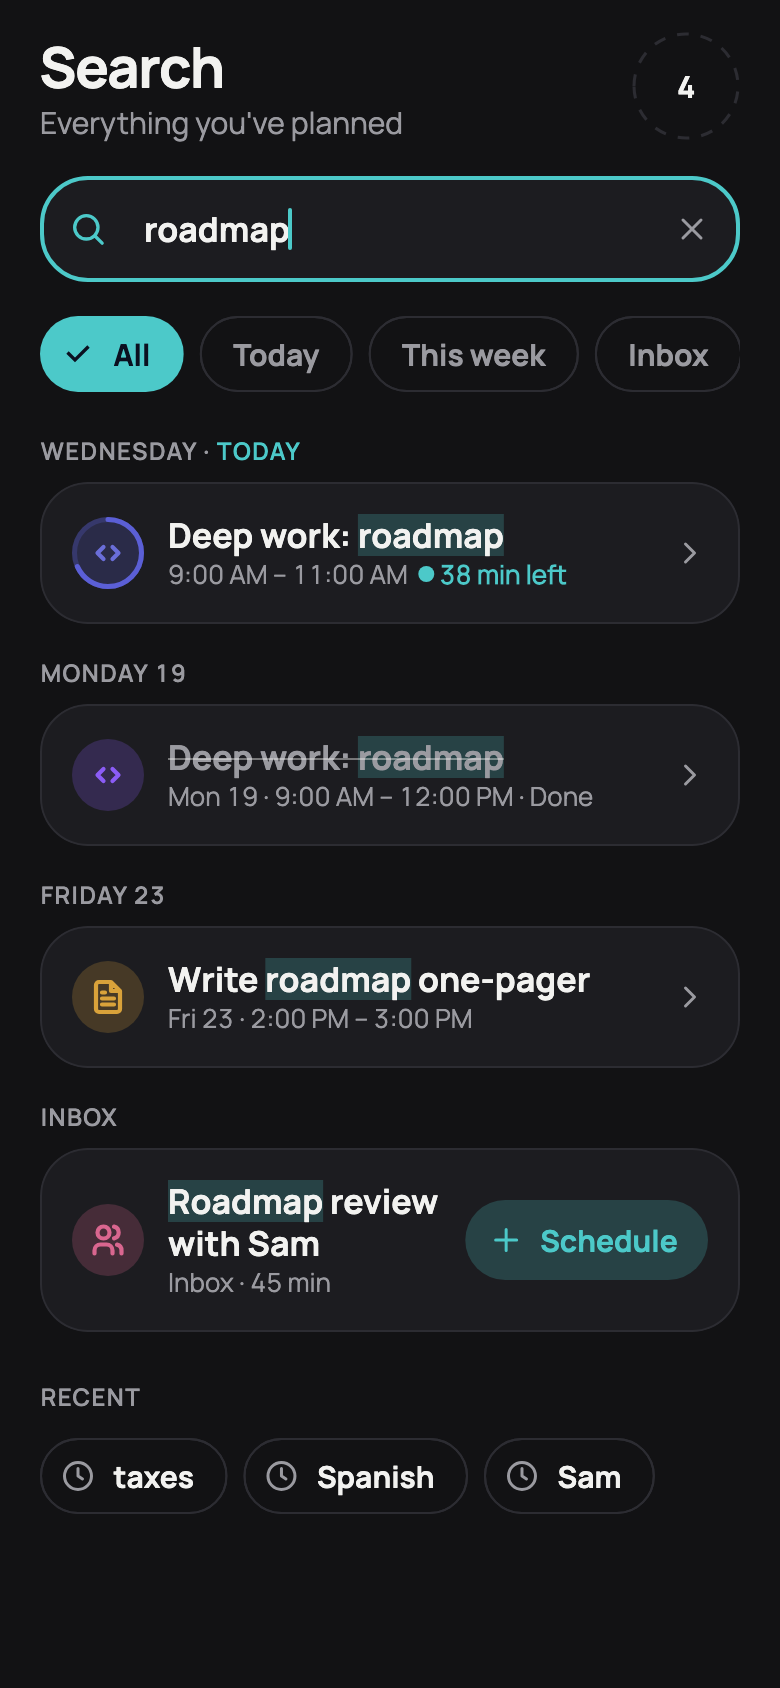 Search
4
Everything you've planned
roadmap
All
Today
This week
Inbox
WEDNESDAY · TODAY
Deep work: roadmap
9:00 AM – 11:00 AM ● 38 min left
MONDAY 19
Deep work: roadmap
Mon 19 · 9:00 AM – 12:00 PM · Done
FRIDAY 23
Write roadmap one-pager
Fri 23 · 2:00 PM – 3:00 PM
INBOX
Roadmap review
with Sam
Inbox · 45 min
Schedule
RECENT
taxes
Spanish
Sam